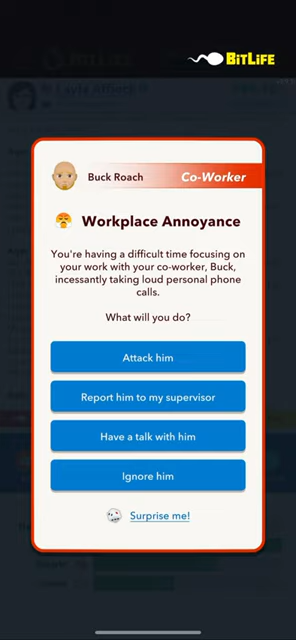 BITLIFE
Buck Roach
Co-Worker
Workplace Annoyance
You're having a difficult time focusing on
your work with your co-worker, Buck,
incessantly taking loud personal phone
calls.
What will you do?
Attack him
Report him to my supervisor
Have a talk with him
Ignore him
Surprise me!